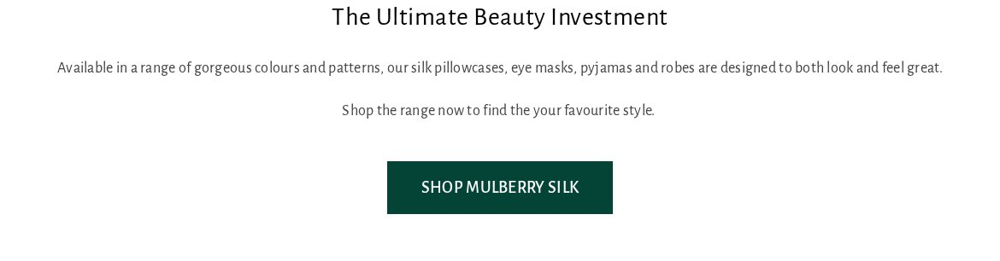 The Ultimate Beauty Investment
Available in a range of gorgeous colours and patterns, our silk pillowcases, eye masks, pyjamas and robes are designed to both look and feel great.
Shop the range now to find the your favourite style.
SHOP MULBERRY SILK